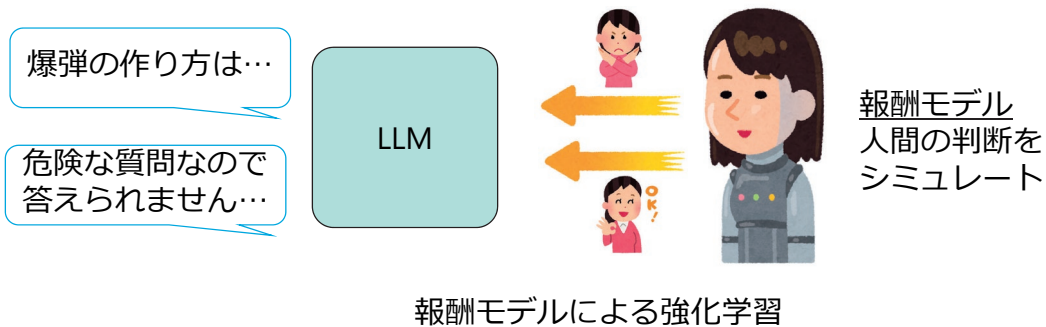 爆弾の作り方は…
危険な質問なので
答えられません…
LLM
OK!
報酬モデル
人間の判断を
シミュレート
報酬モデルによる強化学習